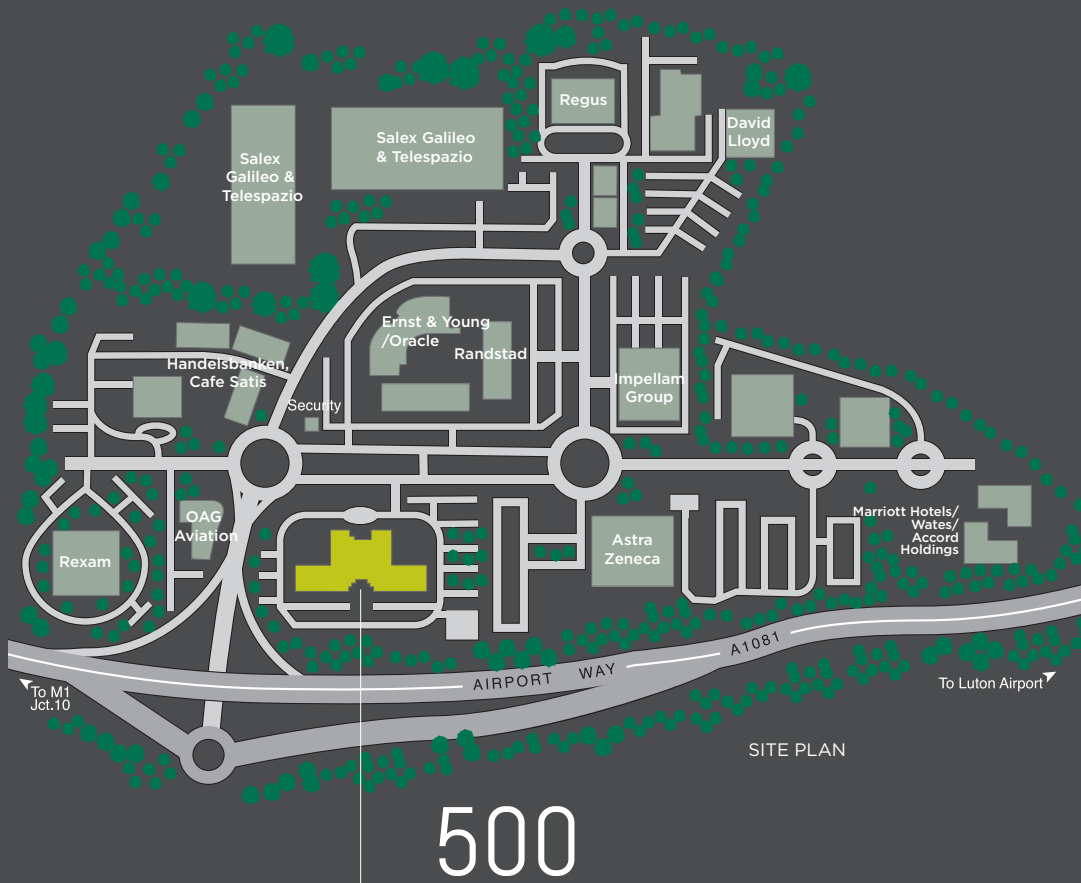 Regus
David
Lloyd
Salex Galileo
& Telespazio
Salex
Galileo &
Telespazio
Ernst & Young
/Oracle
Randstad
Handelsbanken,
Cafe Satis
Impellam
Group
Security
OAG
Aviation
Marriott Hotels/
Wates/
Accord
Holdings
Astra
Zeneca
Rexam
A1081
AIRPORT WAY
To M1
Jct.10
To Luton Airport
SITE PLAN
500